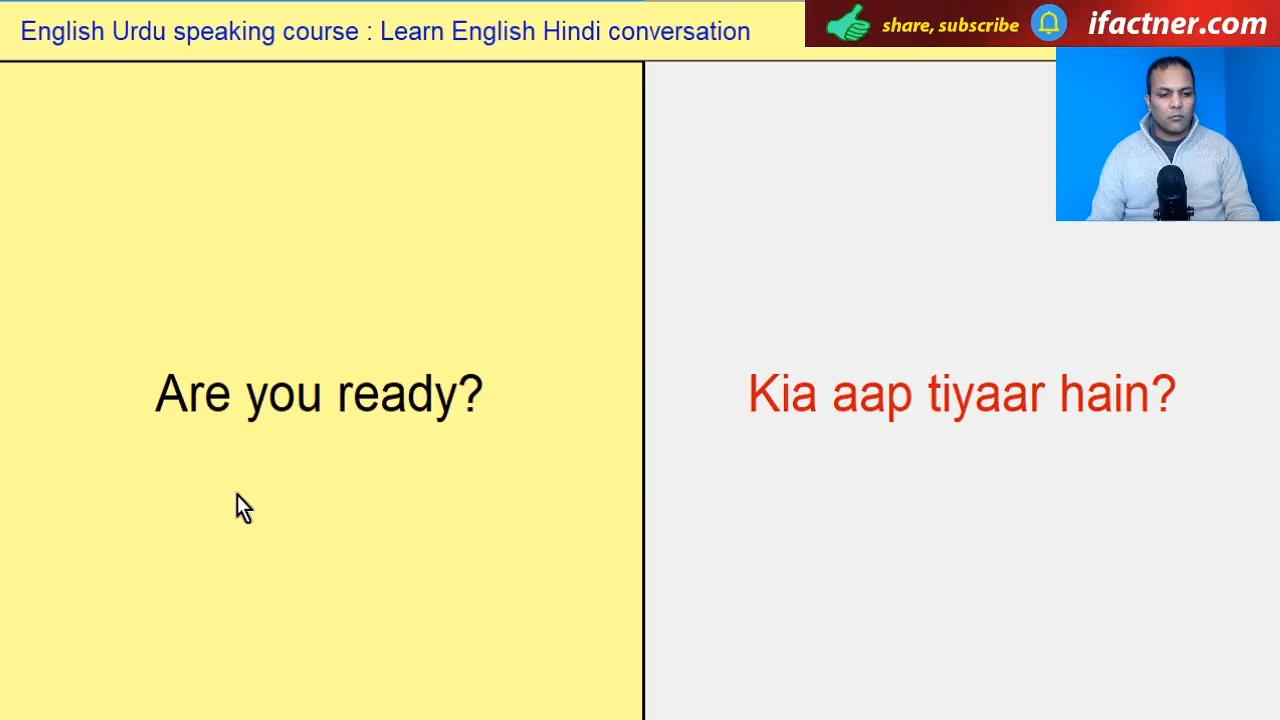 English Urdu speaking course : Learn English Hindi conversation
share, subscribe
ifactner.com
Are you ready?
Kia aap tiyaar hain?